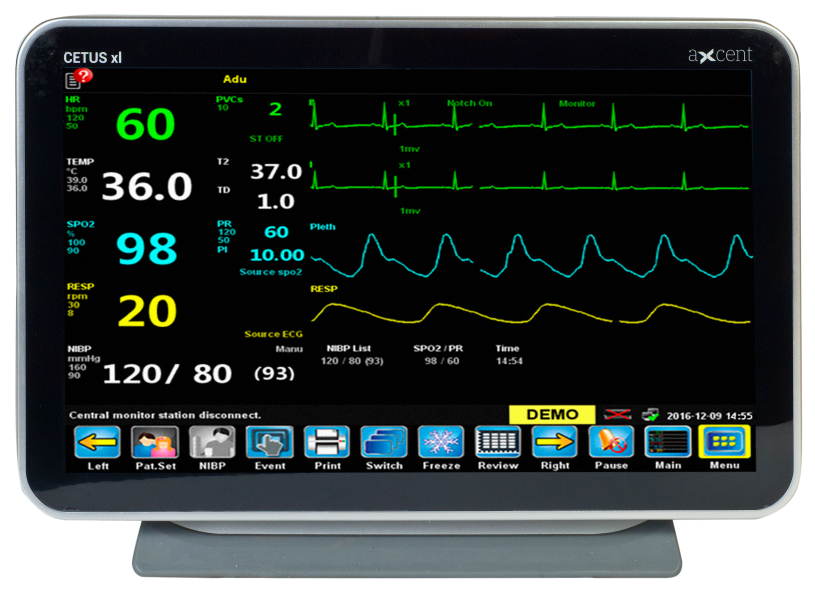 CETUS xl
axcent
?
Adu
HR
bpm
120
50
60
PVCs
10
2
ST OFF
x1
Notch On
Monitor
1mv
TEMP
°C
39.0
36.0
36.0
T2
37.0
TD
1.0
x1
1mv
SPO2
%
100
90
98
PR
120
50
60
PI
10.00
Source spo2
Pleth
RESP
rpm
30
8
20
Source ECG
RESP
NIBP
mmHg
160
90
120/ 80
Manu
(93)
NIBP List
SPO2/PR
Time
120 / 80 (93)
98 / 60
14:54
Central monitor station disconnect.
DEMO
2016-12-09 14:55
Left
Pat.Set
NIBP
Event
Print
Switch
Freeze
Review
Right
Pause
Main
Menu